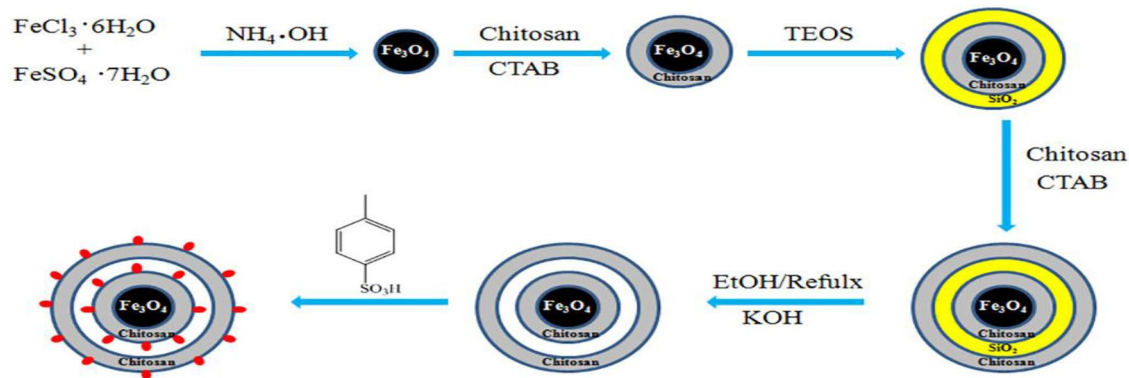 FeCl₃·6H₂O
+
FeSO₄·7H₂O
NH₄·OH
Fe₃O₄
Chitosan
CTAB
Fe₃O₄
Chitosan
TEOS
Fe₃O₄
Chitosan
SiO₂
Chitosan
CTAB
Fe₃O₄
Chitosan
SiO₂
Chitosan
EtOH/Refulx
KOH
Fe₃O₄
Chitosan
Chitosan
SO₃H
Fe₃O₄
Chitosan
Chitosan